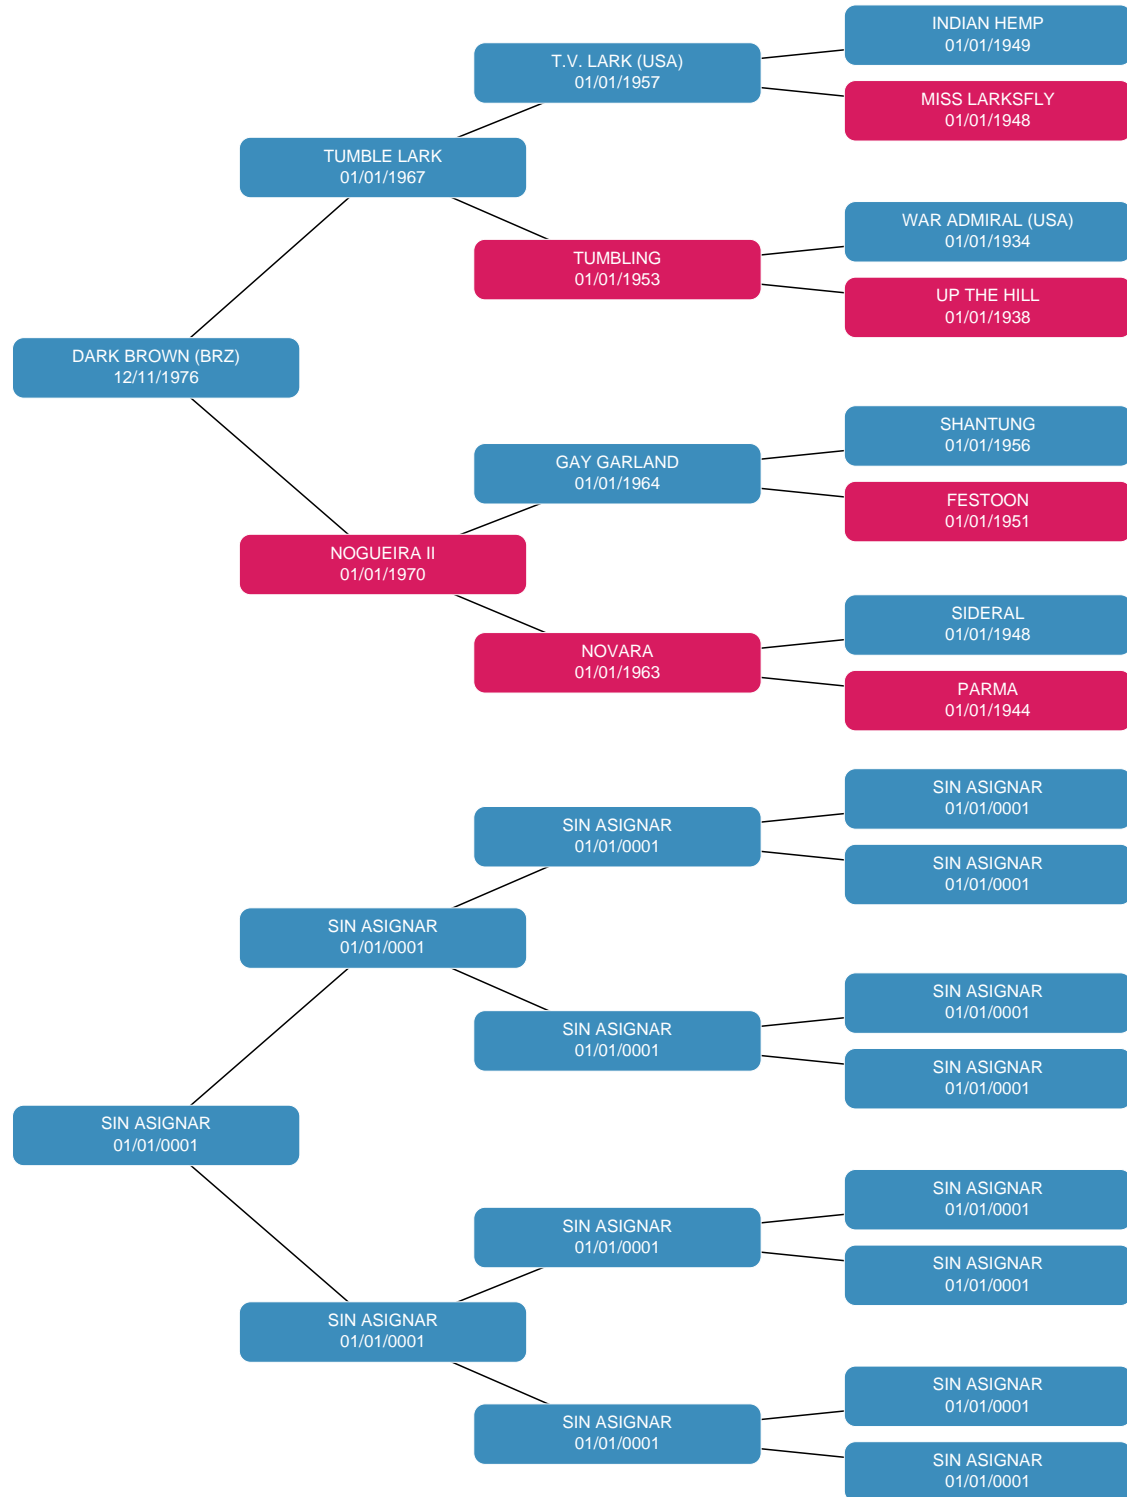 INDIAN HEMP
01/01/1949
T.V. LARK (USA)
01/01/1957
MISS LARKSFLY
01/01/1948
TUMBLE LARK
01/01/1967
WAR ADMIRAL (USA)
01/01/1934
TUMBLING
01/01/1953
UP THE HILL
01/01/1938
DARK BROWN (BRZ)
12/11/1976
SHANTUNG
01/01/1956
GAY GARLAND
01/01/1964
FESTOON
01/01/1951
NOGUEIRA II
01/01/1970
SIDERAL
01/01/1948
NOVARA
01/01/1963
PARMA
01/01/1944
SIN ASIGNAR
01/01/0001
SIN ASIGNAR
01/01/0001
SIN ASIGNAR
01/01/0001
SIN ASIGNAR
01/01/0001
SIN ASIGNAR
01/01/0001
SIN ASIGNAR
01/01/0001
SIN ASIGNAR
01/01/0001
SIN ASIGNAR
01/01/0001
SIN ASIGNAR
01/01/0001
SIN ASIGNAR
01/01/0001
SIN ASIGNAR
01/01/0001
SIN ASIGNAR
01/01/0001
SIN ASIGNAR
01/01/0001
SIN ASIGNAR
01/01/0001
SIN ASIGNAR
01/01/0001